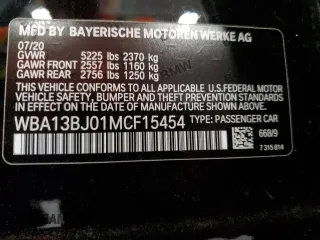 MFD BY BAYERISCHE MOTOREN WERKE AG
07/20
GVWR 5225 lbs 2370 kg
GAWR FRONT 2557 lbs 1160 kg
GAWR REAR 2756 lbs 1250 kg
THIS VEHICLE CONFORMS TO ALL APPLICABLE U.S.FEDERAL
MOTOR VEHICLE SAFETY, BUMPER, AND THEFT PREVENTION
STANDARDS IN EFFECT ON THE DATE OF
MANUFACTURE SHOWN ABOVE.
WBA13BJ01MCF15454 TYPE: PASSENGER CAR
668/9
7 315 814